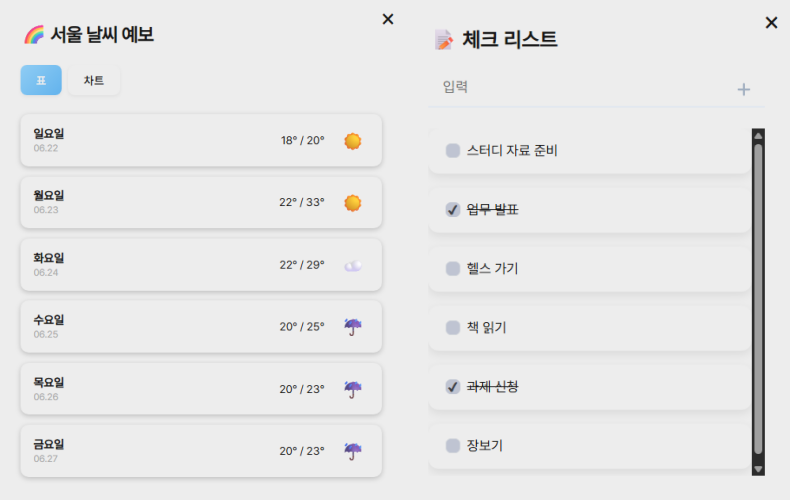 서울 날씨 예보
표
차트
일요일
06.22
18° / 20°
월요일
06.23
22° / 33°
화요일
06.24
22° / 29°
수요일
06.25
20° / 25°
목요일
06.26
20° / 23°
금요일
06.27
20° / 23°
체크 리스트
입력
스터디 자료 준비
업무 발표
헬스 가기
책 읽기
과제 신청
장보기